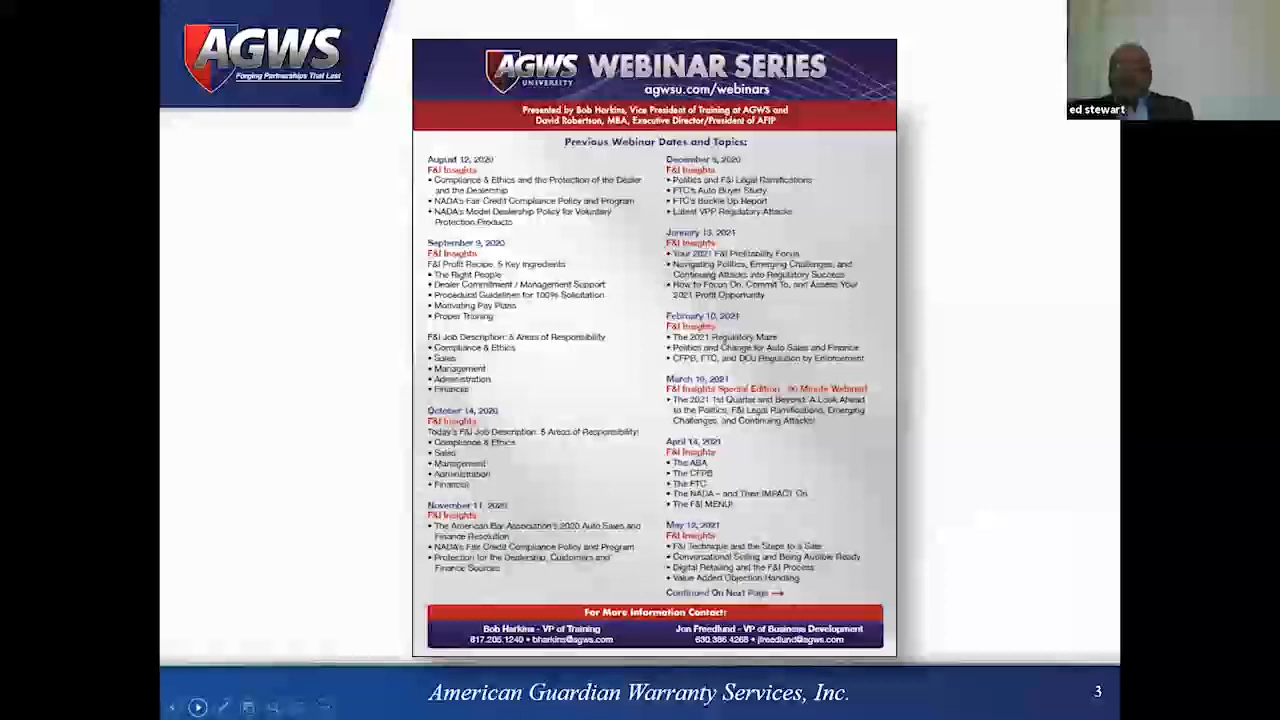 AGWS
Forging Partnerships That Last
ed stewart
AGWS WEBINAR SERIES
UNIVERSITY
agwsu.com/webinars
Presented by Bob Harkins, Vice President of Training at AGWS and
David Robertson, MBA, Executive Director/President of AFIP
Previous Webinar Dates and Topics:
August 12, 2020
F&I Insights
• Compliance & Ethics and the Protection of the Dealer
and the Dealership
• NADA's Fair Credit Compliance Policy and Program
• NADA's Model Dealership Policy for Voluntary
Protection Products
September 9, 2020
F&I Insights
F&I Profit Recipe: 5 Key Ingredients
• The Right People
• Dealer Commitment / Management Support
• Procedural Guidelines for 100% Solicitation
• Motivating Pay Plans
• Proper Training
F&I Job Description: 5 Areas of Responsibility
• Compliance & Ethics
• Sales
• Management
• Administration
• Financial
October 14, 2020
F&I Insights
Today's F&I Job Description: 5 Areas of Responsibility!
• Compliance & Ethics
• Sales
• Management
• Administration
• Financial
November 11, 2020
F&I Insights
• The American Bar Association's 2020 Auto Sales and
Finance Resolution
• NADA's Fair Credit Compliance Policy and Program
• Protection for the Dealership, Customers and
Finance Sources
December 2020
F&I Insights
• Politics and F&I Legal Ramifications
• FTC's Auto Buyer Study
• FTC's Buckle Up Report
• Latest VPP Regulatory Attacks
January 13, 2021
F&I Insights
• Your 2021 F&I Profitability Focus
• Navigating Politics, Emerging Challenges, and
Continuing Attacks into Regulatory Success
• How to Focus On, Commit To, and Assess Your
2021 Profit Opportunity
February 10, 2021
F&I Insights
• The 2021 Regulatory Maze
• Politics and Change for Auto Sales and Finance
• CFPB, FTC, and DOJ Regulation by Enforcement
March 10, 2021
F&I Insights Special Edition - 90 Minute Webinar!
• The 2021 1st Quarter and Beyond: A Look Ahead
to the Politics, F&I Legal Ramifications, Emerging
Challenges, and Continuing Attacks!
April 14, 2021
F&I Insights
• The ABA
• The CFPB
• The FTC
• The NADA – and Their IMPACT On
• The F&I MENU!
May 12, 2021
F&I Insights
• F&I Technique and the Steps to a Sale
• Conversational Selling and Being Audible Ready
• Digital Retailing and the F&I Process
• Value Added Objection Handling
Continued On Next Page →
For More Information Contact:
Bob Harkins - VP of Training
817.205.1240 • bharkins@agws.com
Jon Freedlund - VP of Business Development
630.386.4268 • jfreedlund@agws.com
American Guardian Warranty Services, Inc.
3